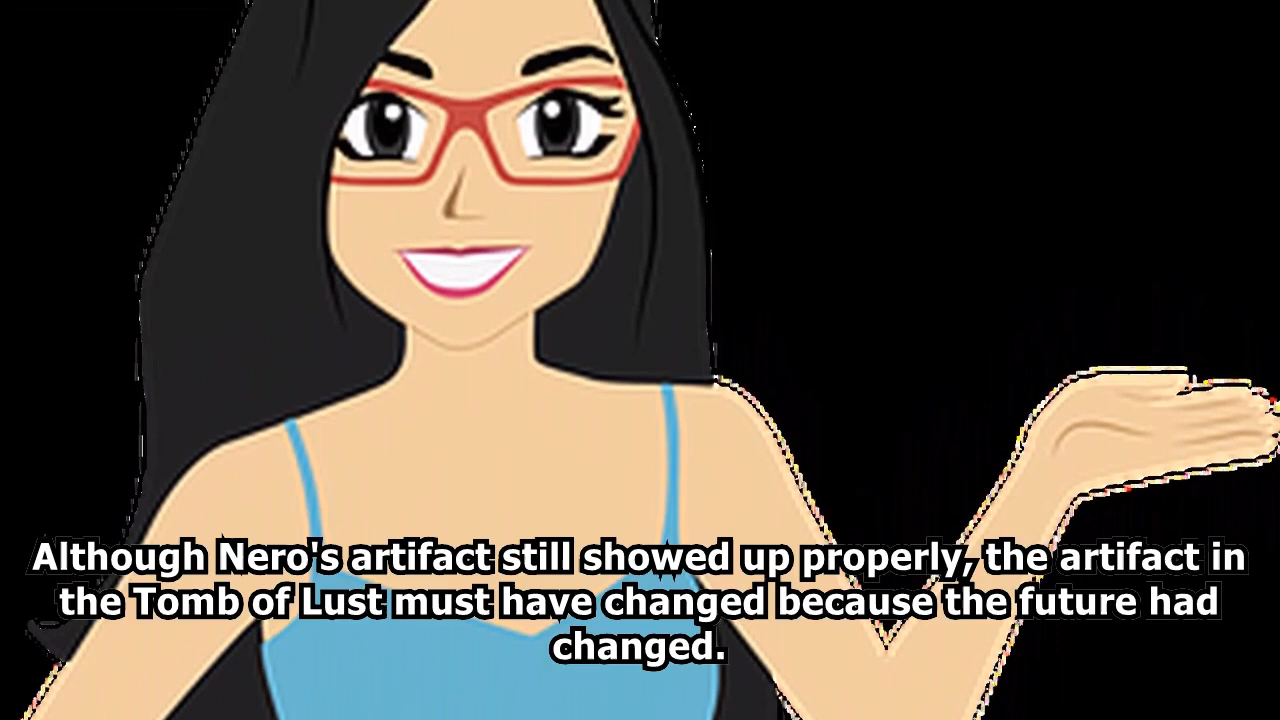 Although Nero's artifact still showed up properly, the artifact in
the Tomb of Lust must have changed because the future had
changed.